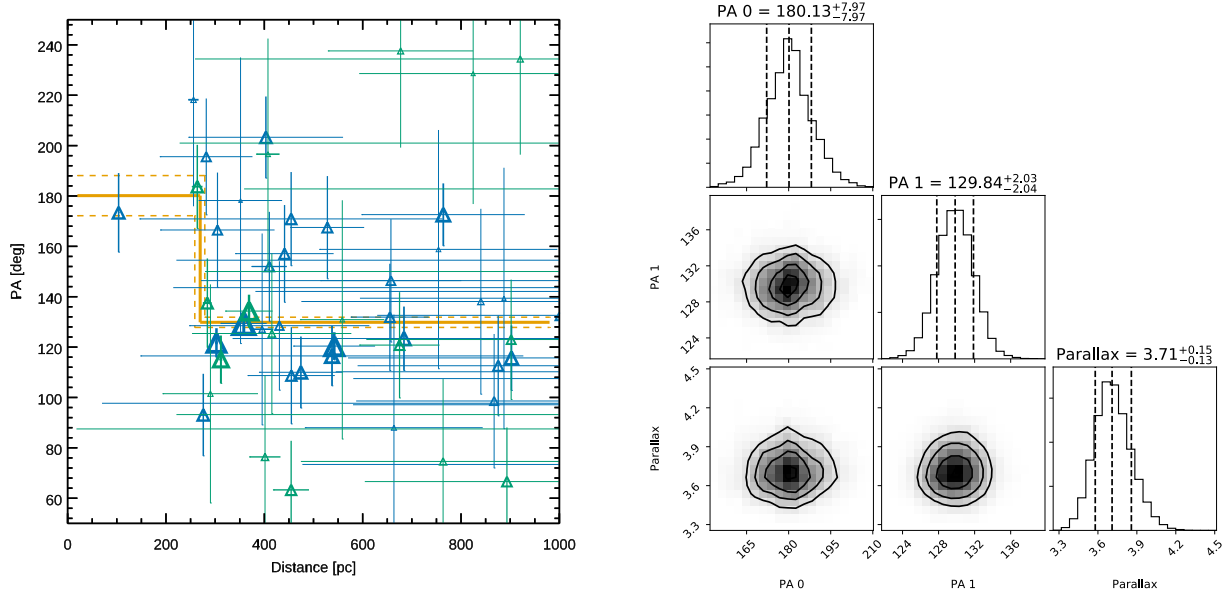 240
220
200
180
160
140
120
100
80
60
PA [deg]
0 200 400 600 800 1000
Distance [pc]
PA 0 = 180.13 +7.97 −7.97
PA 1 = 129.84 +2.03 −2.04
136
132
128
124
PA 1
Parallax = 3.71 +0.15 −0.13
4.5
4.2
3.9
3.6
3.3
Parallax
165 180 195 210
124 128 132 136
3.3 3.6 3.9 4.2 4.5
PA 0 PA 1 Parallax